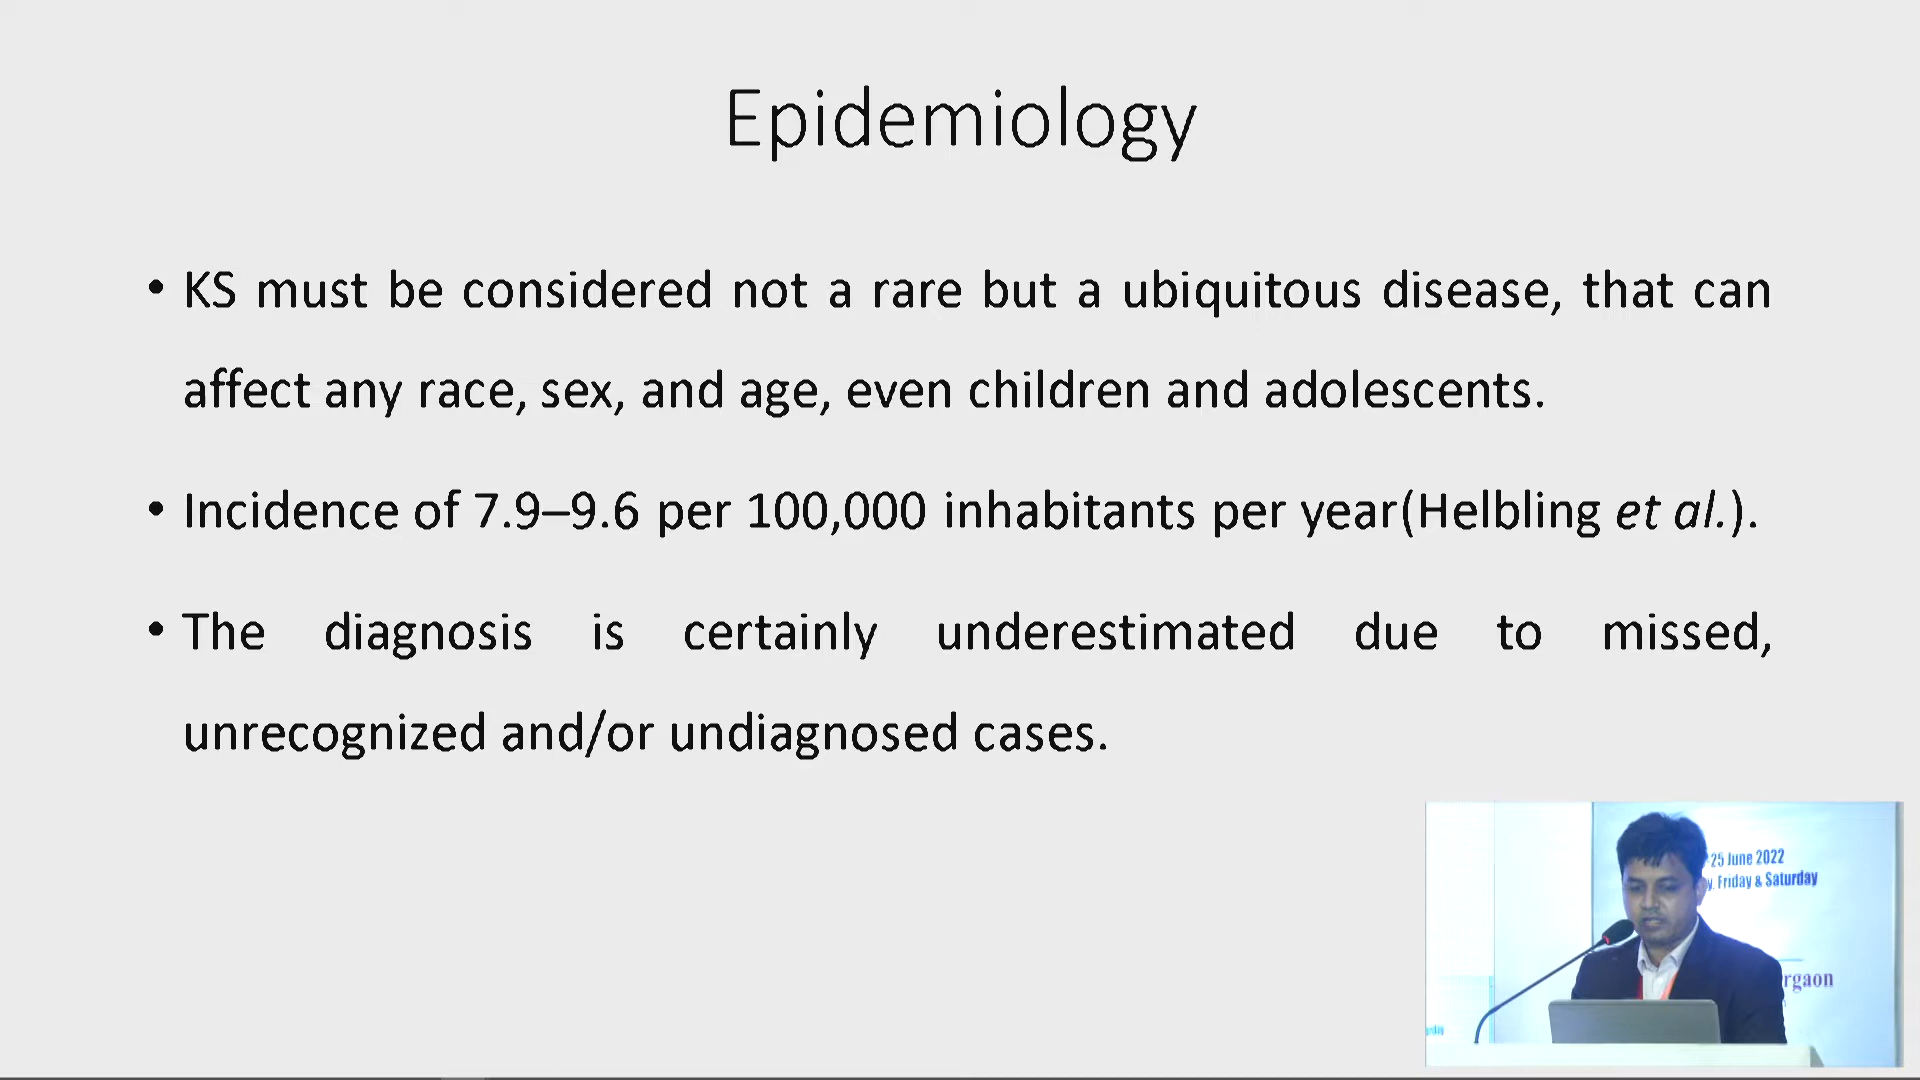 Epidemiology
• KS must be considered not a rare but a ubiquitous disease, that can
affect any race, sex, and age, even children and adolescents.
• Incidence of 7.9–9.6 per 100,000 inhabitants per year(Helbling et al.).
• The diagnosis is certainly underestimated due to missed,
unrecognized and/or undiagnosed cases.
25 June 2022
Friday & Saturday
rgaon